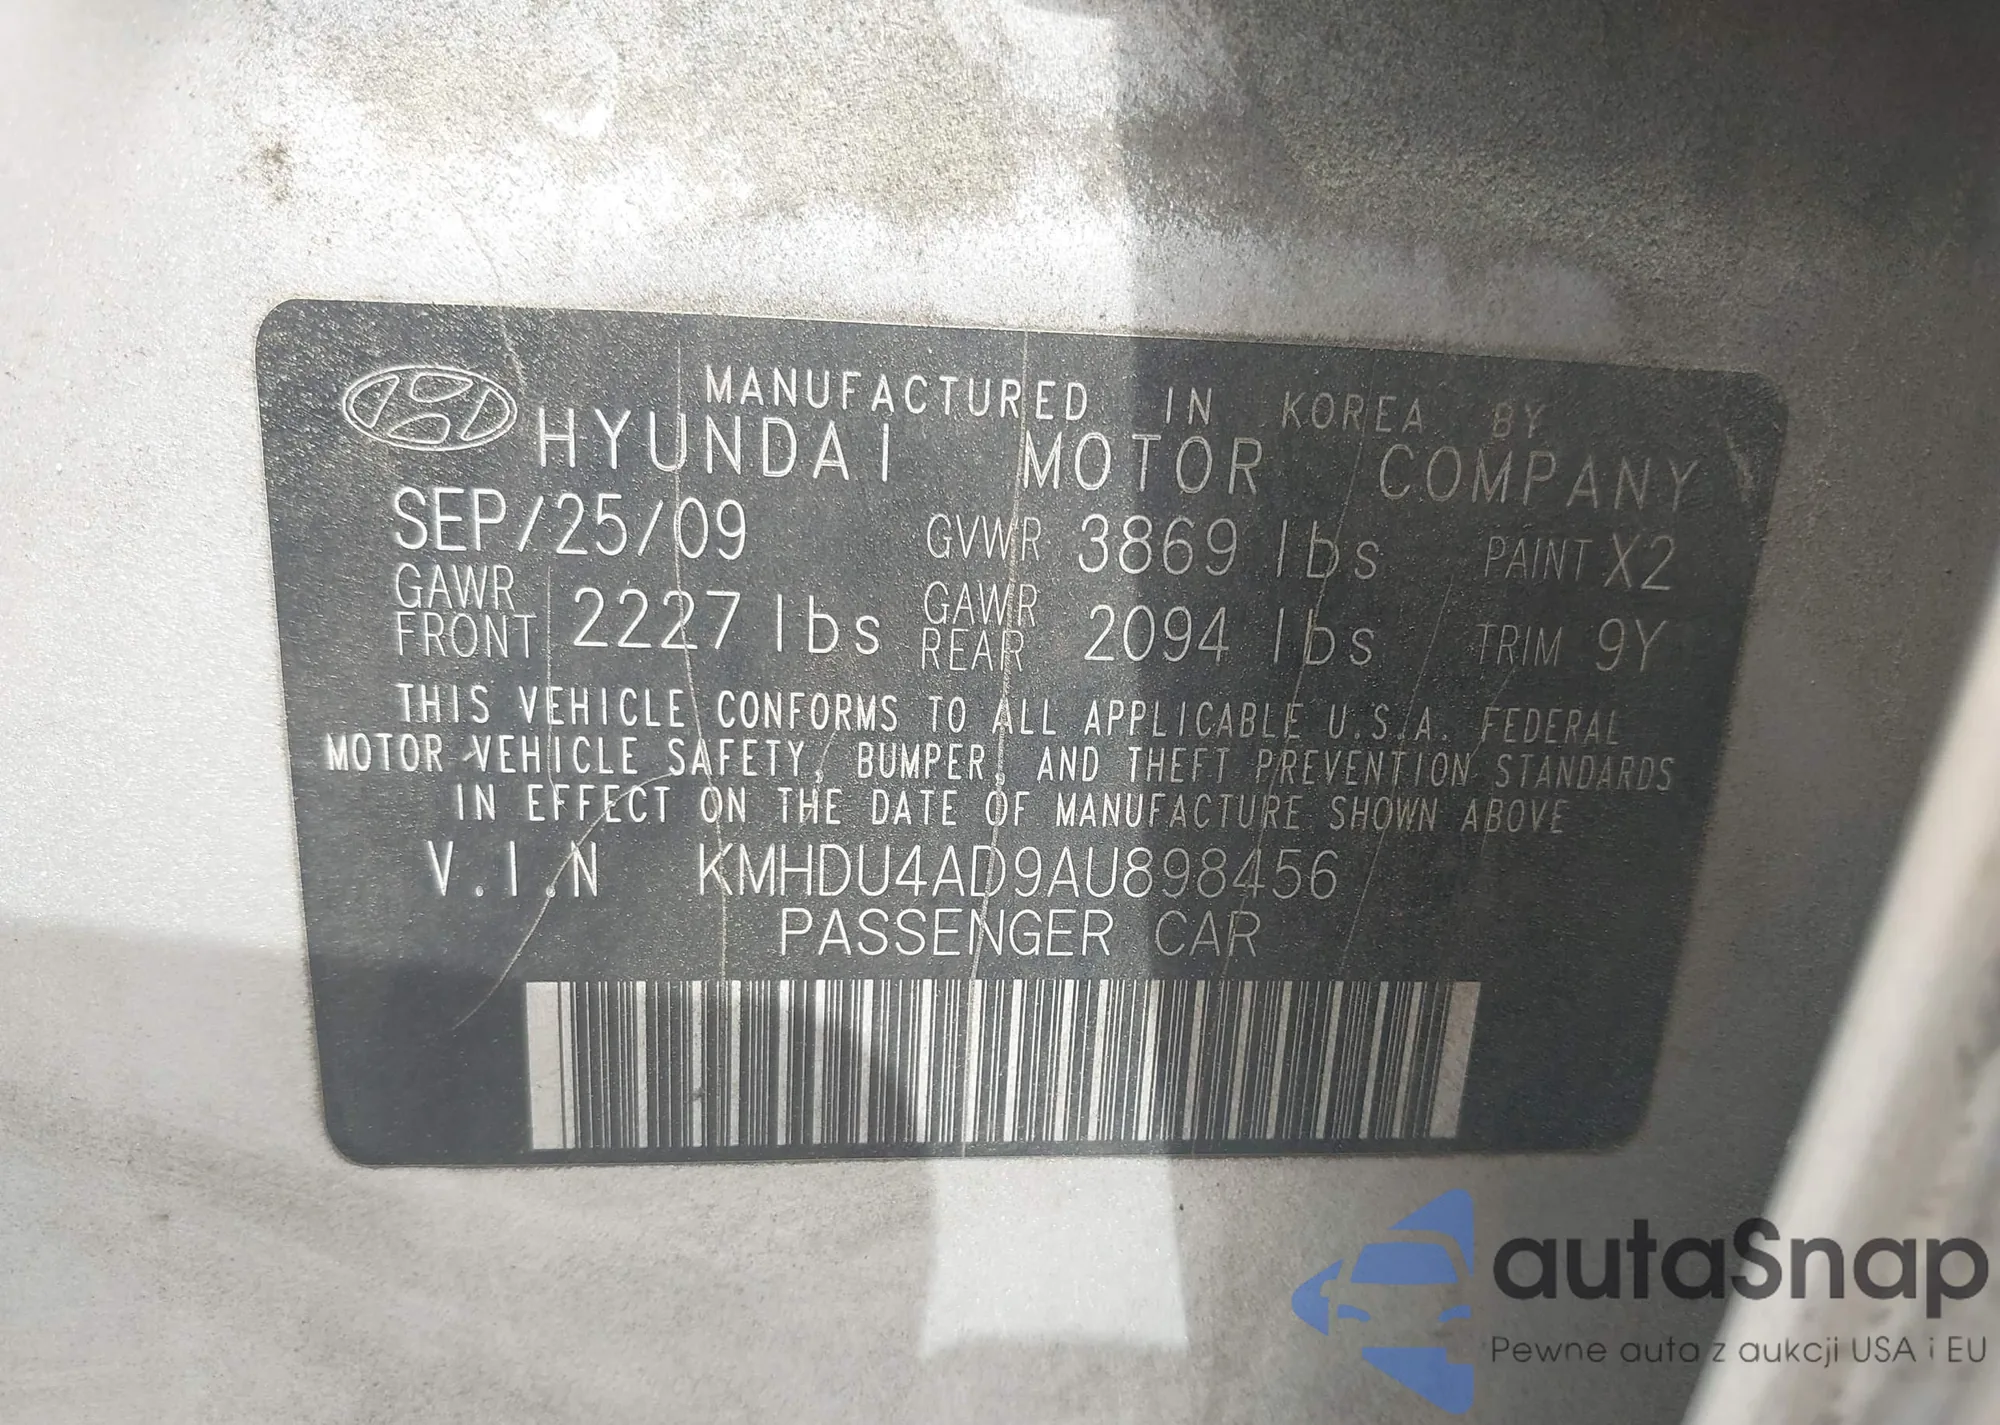 MANUFACTURED IN KOREA BY
HYUNDAI MOTOR COMPANY
SEP/25/09 GVWR 3869 lbs PAINT X2
GAWR FRONT 2227 lbs GAWR REAR 2094 lbs TRIM 9Y
THIS VEHICLE CONFORMS TO ALL APPLICABLE U.S.A. FEDERAL
MOTOR VEHICLE SAFETY, BUMPER, AND THEFT PREVENTION STANDARDS
IN EFFECT ON THE DATE OF MANUFACTURE SHOWN ABOVE
V.I.N KMHDU4AD9AU898456
PASSENGER CAR
autaSnap
Pewne auta z aukcji USA i EU